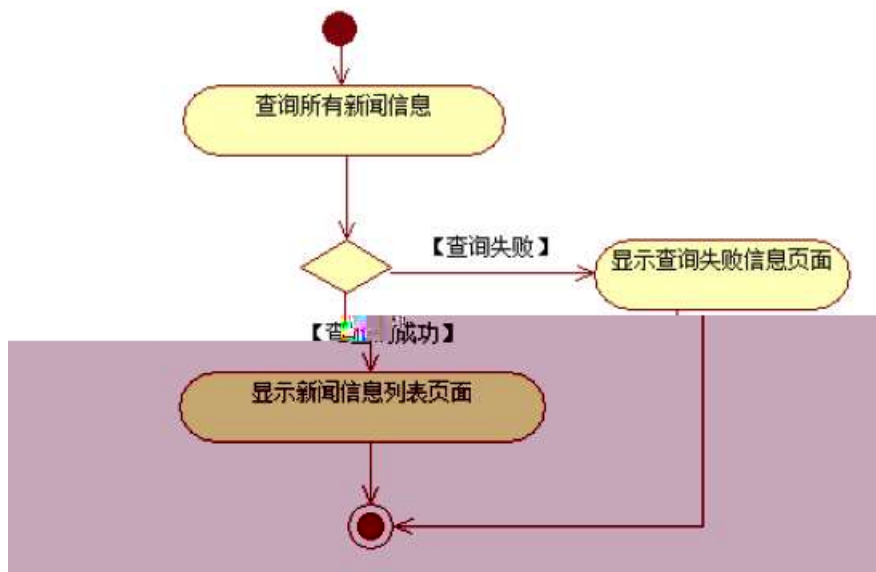 查询所有新闻信息
【查询失败】
显示查询失败信息页面
【查 成功】
显示新闻信息列表页面